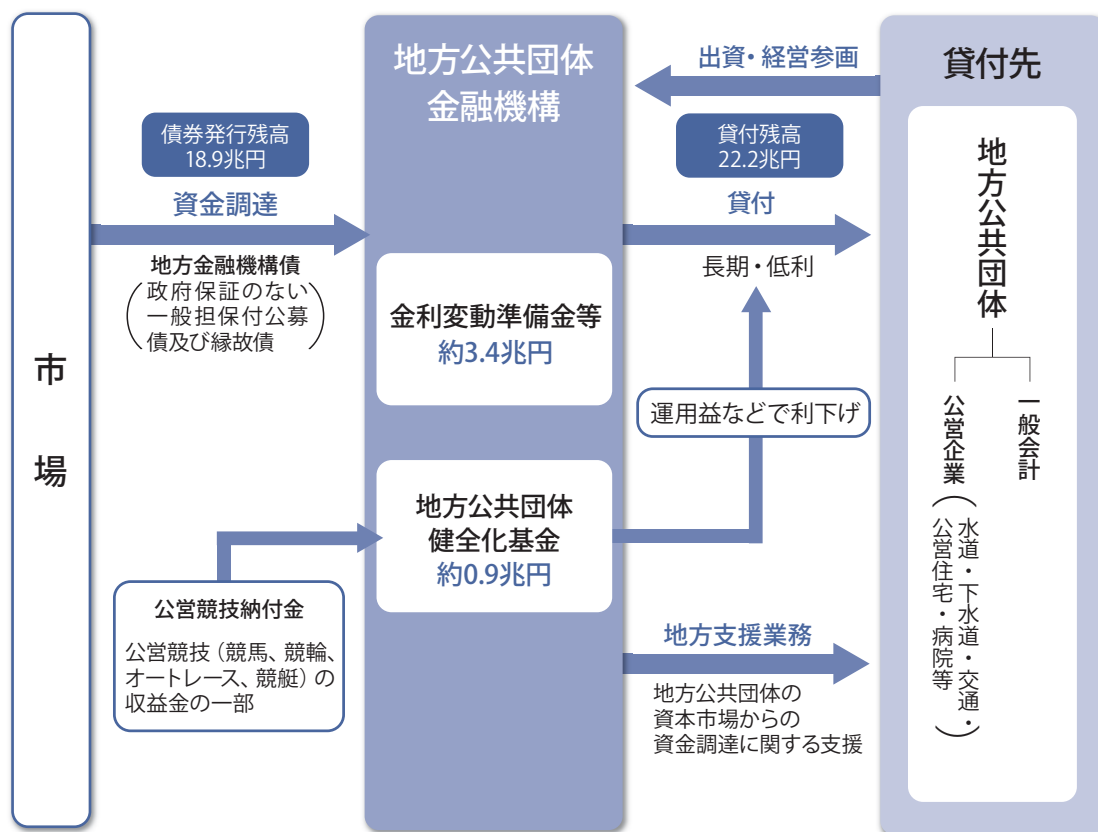 市場
債券発行残高
18.9兆円
資金調達
地方金融機構債
(政府保証のない
一般担保付公募
債及び縁故債)
公営競技納付金
公営競技（競馬、競輪、
オートレース、競艇）の
収益金の一部
地方公共団体
金融機構
金利変動準備金等
約3.4兆円
地方公共団体
健全化基金
約0.9兆円
出資・経営参画
貸付残高
22.2兆円
貸付
長期・低利
運用益などで利下げ
地方支援業務
地方公共団体の
資本市場からの
資金調達に関する支援
貸付先
地方公共団体
一般会計
公営企業
(水道・下水道・交通・
公営住宅・病院等)